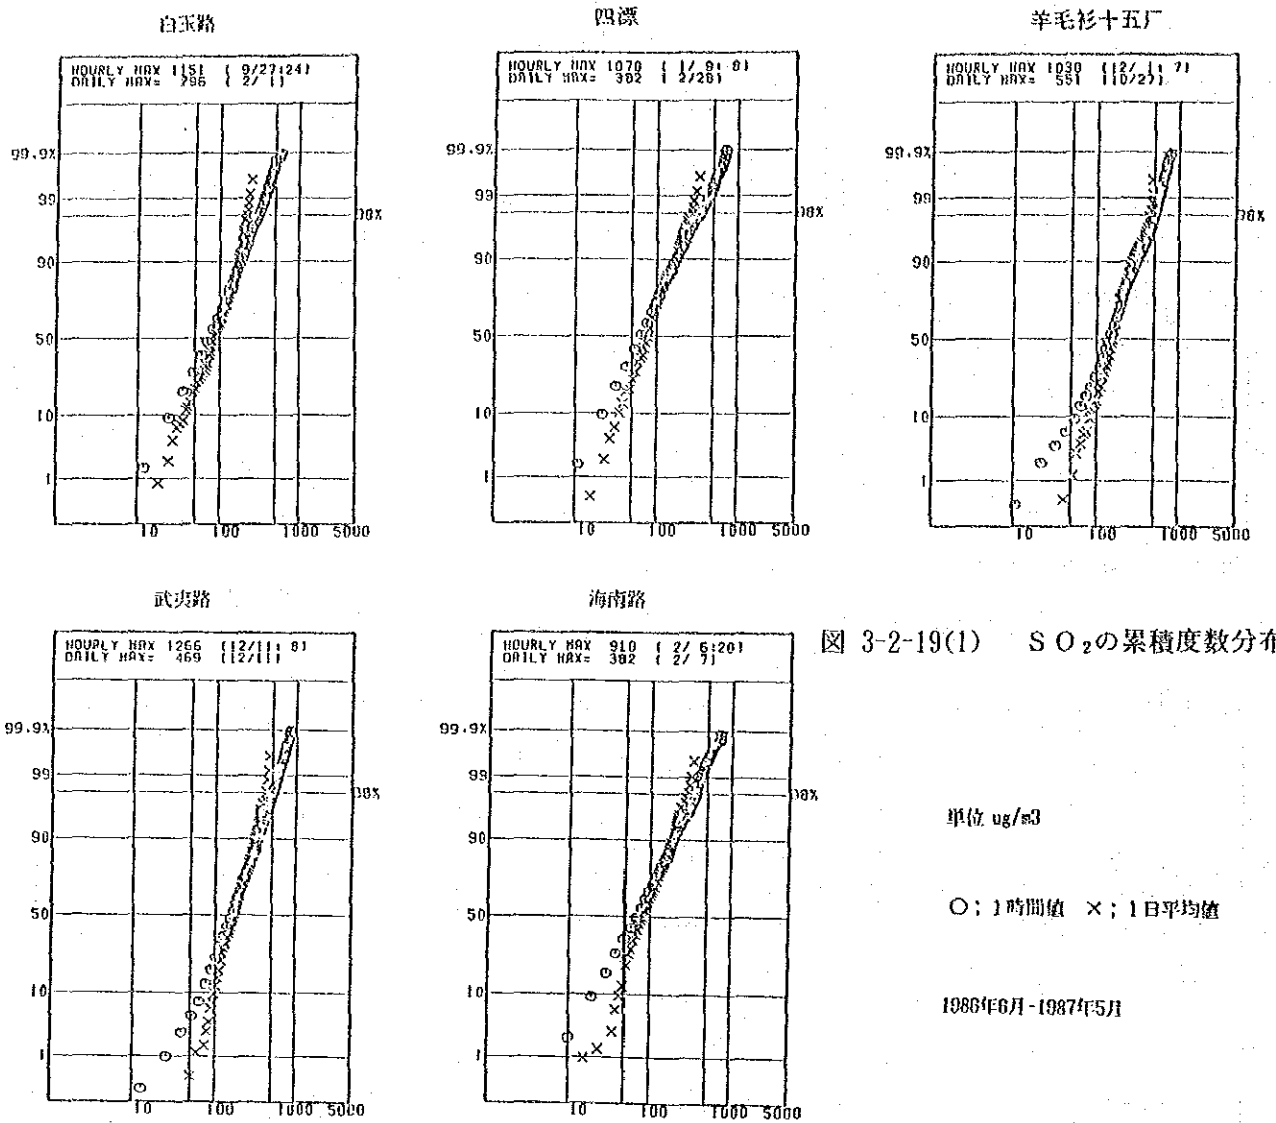 白玉路
HOURLY MAX 1151 ( 9/27:24)
DAILY MAX= 296 ( 2/ 1)
99.9%
99
98%
90
50
10
1
10 100 1000 5000
四漂
HOURLY MAX 1070 ( 1/ 9: 8)
DAILY MAX= 302 ( 2/28)
99.9%
99
98%
90
50
10
1
10 100 1000 5000
羊毛衫十五厂
HOURLY MAX 1030 (12/ 1: 7)
DAILY MAX= 551 (10/27)
99.9%
99
98%
90
50
10
1
10 100 1000 5000
武夷路
HOURLY MAX 1266 (12/11: 8)
DAILY MAX= 469 (12/11)
99.9%
99
98%
90
50
10
1
10 100 1000 5000
海南路
HOURLY MAX 910 ( 2/ 6:20)
DAILY MAX= 302 ( 2/ 7)
99.9%
99
98%
90
50
10
1
10 100 1000 5000
図 3-2-19(1) SO₂の累積度数分布
単位 ug/m3
○; 1時間値 ×; 1日平均値
1986年6月-1987年5月